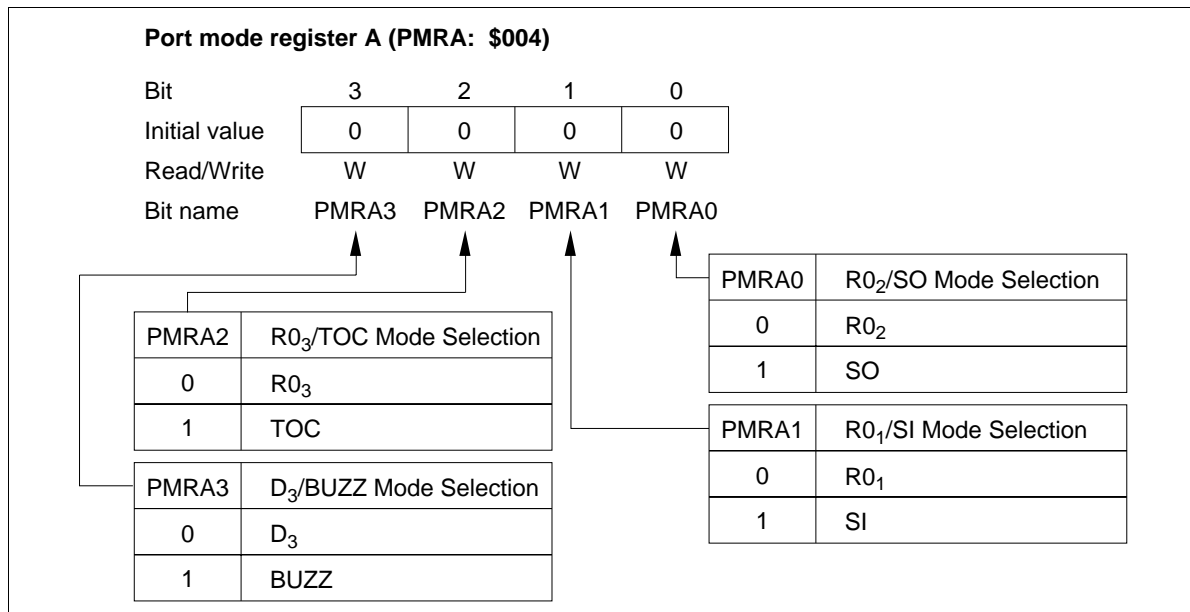 Port mode register A (PMRA: $004)
Bit 3 2 1 0
Initial value 0 0 0 0
Read/Write W W W W
Bit name PMRA3 PMRA2 PMRA1 PMRA0
PMRA0 R0₂/SO Mode Selection
0 R0₂
1 SO
PMRA2 R0₃/TOC Mode Selection
0 R0₃
1 TOC
PMRA1 R0₁/SI Mode Selection
0 R0₁
1 SI
PMRA3 D₃/BUZZ Mode Selection
0 D₃
1 BUZZ